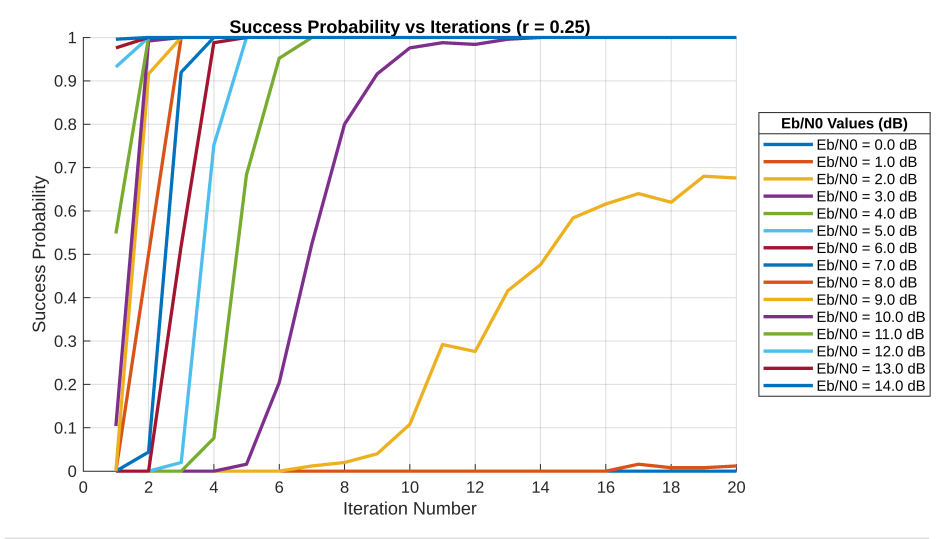 Success Probability vs Iterations (r = 0.25)
Success Probability
1
0.9
0.8
0.7
0.6
0.5
0.4
0.3
0.2
0.1
0
0 2 4 6 8 10 12 14 16 18 20
Iteration Number
Eb/N0 Values (dB)
Eb/N0 = 0.0 dB
Eb/N0 = 1.0 dB
Eb/N0 = 2.0 dB
Eb/N0 = 3.0 dB
Eb/N0 = 4.0 dB
Eb/N0 = 5.0 dB
Eb/N0 = 6.0 dB
Eb/N0 = 7.0 dB
Eb/N0 = 8.0 dB
Eb/N0 = 9.0 dB
Eb/N0 = 10.0 dB
Eb/N0 = 11.0 dB
Eb/N0 = 12.0 dB
Eb/N0 = 13.0 dB
Eb/N0 = 14.0 dB